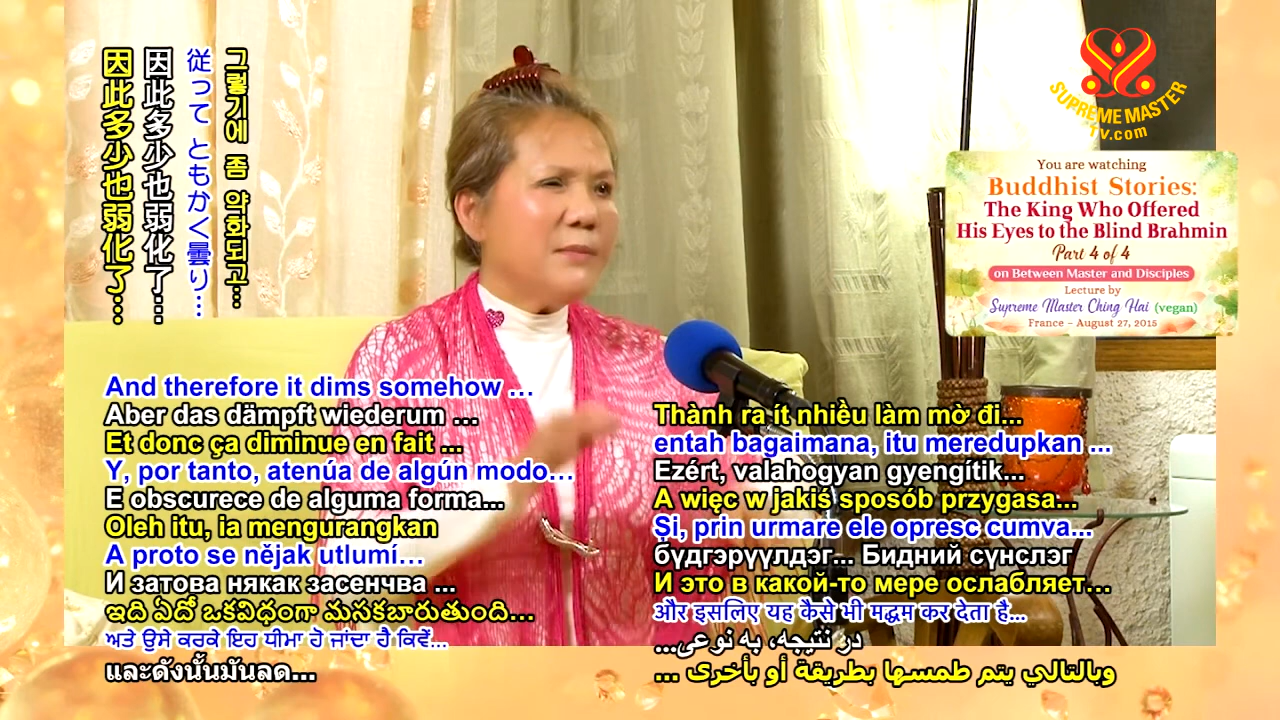 因此多少也弱化了…
因此多少也弱化了…
従って ともかく曇り…
그렇기에 좀 약화되고…
SUPREME MASTER
TV.com
You are watching
Buddhist Stories:
The King Who Offered
His Eyes to the Blind Brahmin
Part 4 of 4
on Between Master and Disciples
Lecture by
Supreme Master Ching Hai (vegan)
France – August 27, 2015
And therefore it dims somehow …
Aber das dämpft wiederum …
Et donc ça diminue en fait ...
Y, por tanto, atenúa de algún modo…
E obscurece de alguma forma...
Oleh itu, ia mengurangkan
A proto se nějak utlumí…
И затова някак засенчва ...
ఇది ఏదో ఒకవిధంగా మసకబారుతుంది...
ਅਤੇ ਉਸੇ ਕਰਕੇ ਇਹ ਧੀਮਾ ਹੋ ਜਾਂਦਾ ਹੈ ਕਿਵੇਂ...
และดังนั้นมันลด...
Thành ra ít nhiều làm mờ đi...
entah bagaimana, itu meredupkan ...
Ezért, valahogyan gyengítik...
A więc w jakiś sposób przygasa...
Și, prin urmare ele opresc cumva...
бүдгэрүүлдэг... Бидний сүнслэг
И это в какой-то мере ослабляет…
और इसलिए यह कैसे भी मद्धम कर देता है...
در نتیجه، به نوعی...
وبالتالي يتم طمسها بطريقة أو بأخرى ...